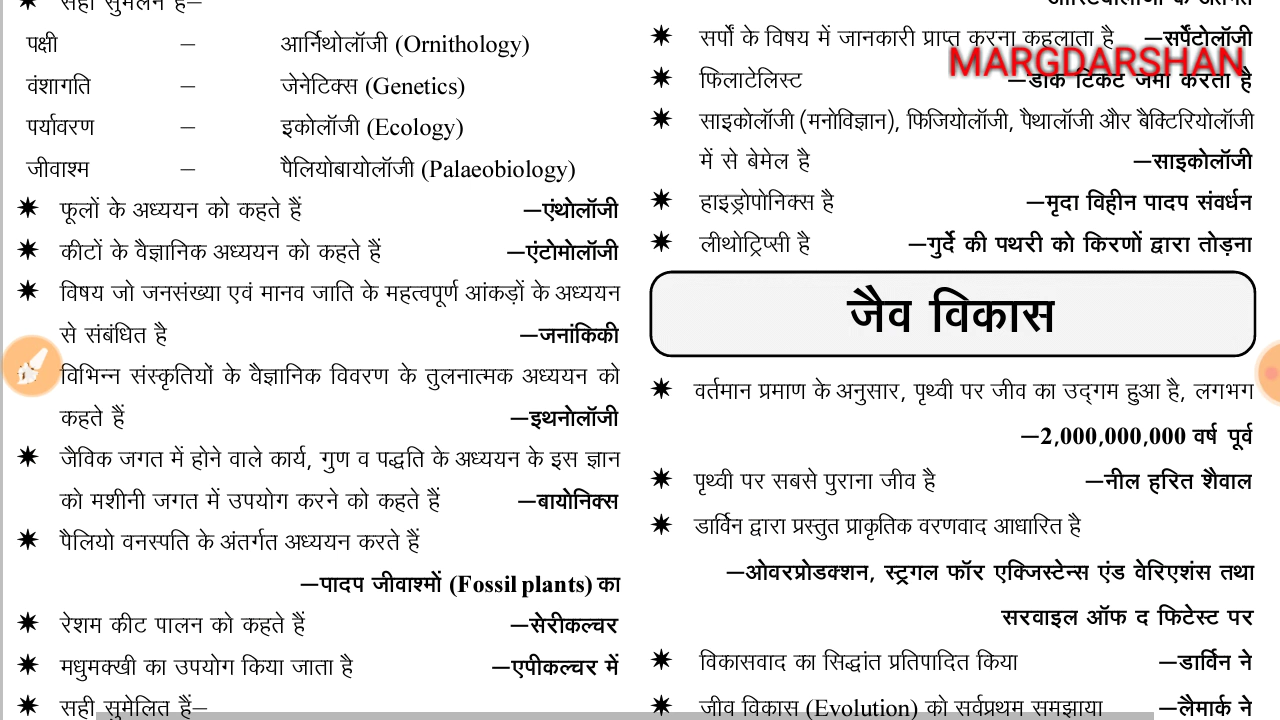 सही सुमेलन हैं—
पक्षी – आर्निथोलॉजी (Ornithology)
वंशागति – जेनेटिक्स (Genetics)
पर्यावरण – इकोलॉजी (Ecology)
जीवाश्म – पैलियोबायोलॉजी (Palaeobiology)
✷ फूलों के अध्ययन को कहते हैं —एंथोलॉजी
✷ कीटों के वैज्ञानिक अध्ययन को कहते हैं —एंटोमोलॉजी
✷ विषय जो जनसंख्या एवं मानव जाति के महत्वपूर्ण आंकड़ों के अध्ययन
से संबंधित है —जनांकिकी
✷ विभिन्न संस्कृतियों के वैज्ञानिक विवरण के तुलनात्मक अध्ययन को
कहते हैं —इथनोलॉजी
✷ जैविक जगत में होने वाले कार्य, गुण व पद्धति के अध्ययन के इस ज्ञान
को मशीनी जगत में उपयोग करने को कहते हैं —बायोनिक्स
✷ पैलियो वनस्पति के अंतर्गत अध्ययन करते हैं
—पादप जीवाश्मों (Fossil plants) का
✷ रेशम कीट पालन को कहते हैं —सेरीकल्चर
✷ मधुमक्खी का उपयोग किया जाता है —एपीकल्चर में
✷ सही सुमेलित हैं—
✷ सर्पों के विषय में जानकारी प्राप्त करना कहलाता है —सर्पेंटोलॉजी
MARGDARSHAN
✷ फिलाटेलिस्ट —डाक टिकट जमा करता है
✷ साइकोलॉजी (मनोविज्ञान), फिजियोलॉजी, पैथालॉजी और बैक्टिरियोलॉजी
में से बेमेल है —साइकोलॉजी
✷ हाइड्रोपोनिक्स है —मृदा विहीन पादप संवर्धन
✷ लीथोट्रिप्सी है —गुर्दे की पथरी को किरणों द्वारा तोड़ना
जैव विकास
✷ वर्तमान प्रमाण के अनुसार, पृथ्वी पर जीव का उद्गम हुआ है, लगभग
—2,000,000,000 वर्ष पूर्व
✷ पृथ्वी पर सबसे पुराना जीव है —नील हरित शैवाल
✷ डार्विन द्वारा प्रस्तुत प्राकृतिक वरणवाद आधारित है
—ओवरप्रोडक्शन, स्ट्रगल फॉर एक्जिस्टेन्स एंड वेरिएशंस तथा
सरवाइल ऑफ द फिटेस्ट पर
✷ विकासवाद का सिद्धांत प्रतिपादित किया —डार्विन ने
✷ जीव विकास (Evolution) को सर्वप्रथम समझाया —लैमार्क ने